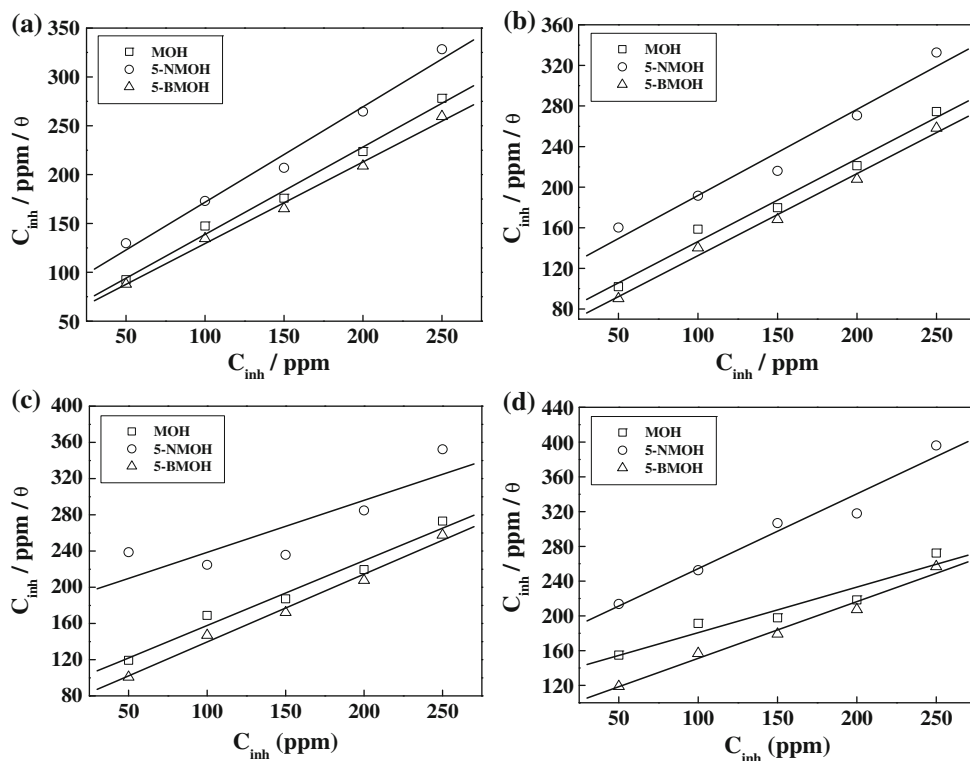 (a)
350
300
250
200
150
100
50
C_inh / ppm / θ
MOH
5-NMOH
5-BMOH
50 100 150 200 250
C_inh / ppm
(b)
360
320
280
240
200
160
120
80
C_inh / ppm / θ
MOH
5-NMOH
5-BMOH
50 100 150 200 250
C_inh / ppm
(c)
400
360
320
280
240
200
160
120
80
C_inh / ppm / θ
MOH
5-NMOH
5-BMOH
50 100 150 200 250
C_inh (ppm)
(d)
440
400
360
320
280
240
200
160
120
C_inh / ppm / θ
MOH
5-NMOH
5-BMOH
50 100 150 200 250
C_inh (ppm)